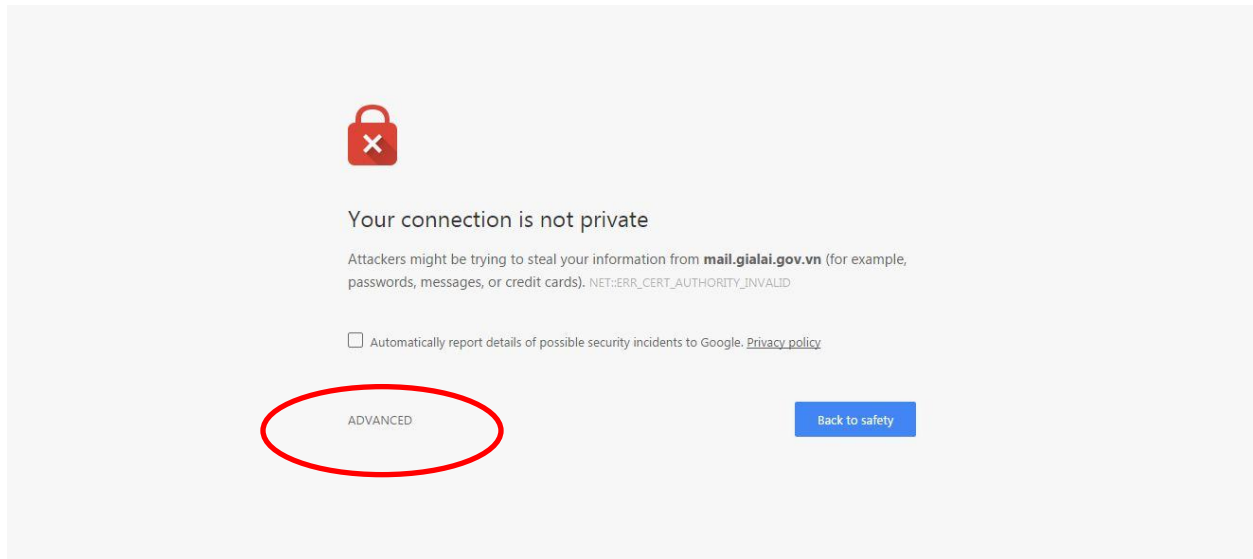 Your connection is not private
Attackers might be trying to steal your information from mail.gialai.gov.vn (for example,
passwords, messages, or credit cards). NET::ERR_CERT_AUTHORITY_INVALID
Automatically report details of possible security incidents to Google. Privacy policy
ADVANCED
Back to safety